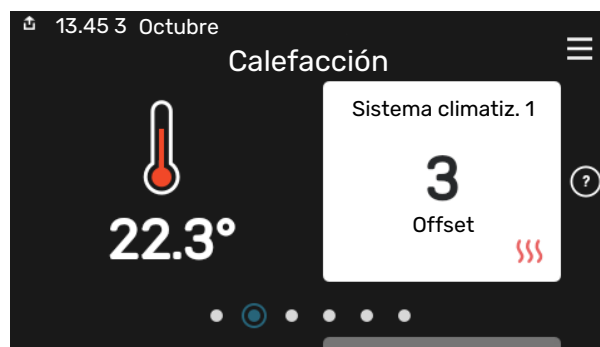 13.45 3 Octubre
Calefacción
Sistema climatiz. 1
3
Offset
22.3°
?